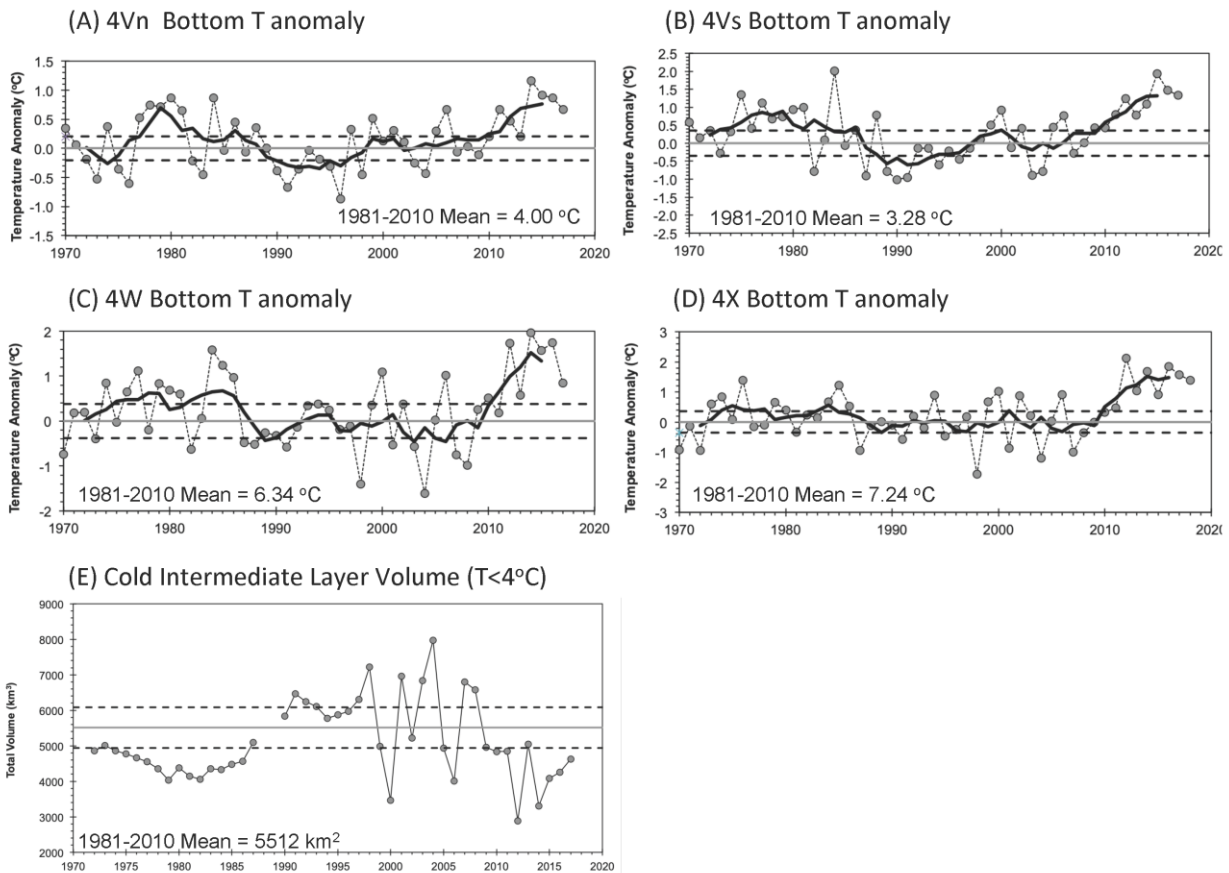 (A) 4Vn Bottom T anomaly
Temperature Anomaly (°C)
1.5
1.0
0.5
0.0
-0.5
-1.0
-1.5
1981-2010 Mean = 4.00 °C
1970 1980 1990 2000 2010 2020
(B) 4Vs Bottom T anomaly
Temperature Anomaly (°C)
2.5
2.0
1.5
1.0
0.5
0.0
-0.5
-1.0
-1.5
-2.0
-2.5
1981-2010 Mean = 3.28 °C
1970 1980 1990 2000 2010 2020
(C) 4W Bottom T anomaly
Temperature Anomaly (°C)
2
1
0
-1
-2
1981-2010 Mean = 6.34 °C
1970 1980 1990 2000 2010 2020
(D) 4X Bottom T anomaly
Temperature Anomaly (°C)
3
2
1
0
-1
-2
-3
1981-2010 Mean = 7.24 °C
1970 1980 1990 2000 2010 2020
(E) Cold Intermediate Layer Volume (T<4°C)
Total Volume (km³)
9000
8000
7000
6000
5000
4000
3000
2000
1981-2010 Mean = 5512 km²
1970 1975 1980 1985 1990 1995 2000 2005 2010 2015 2020